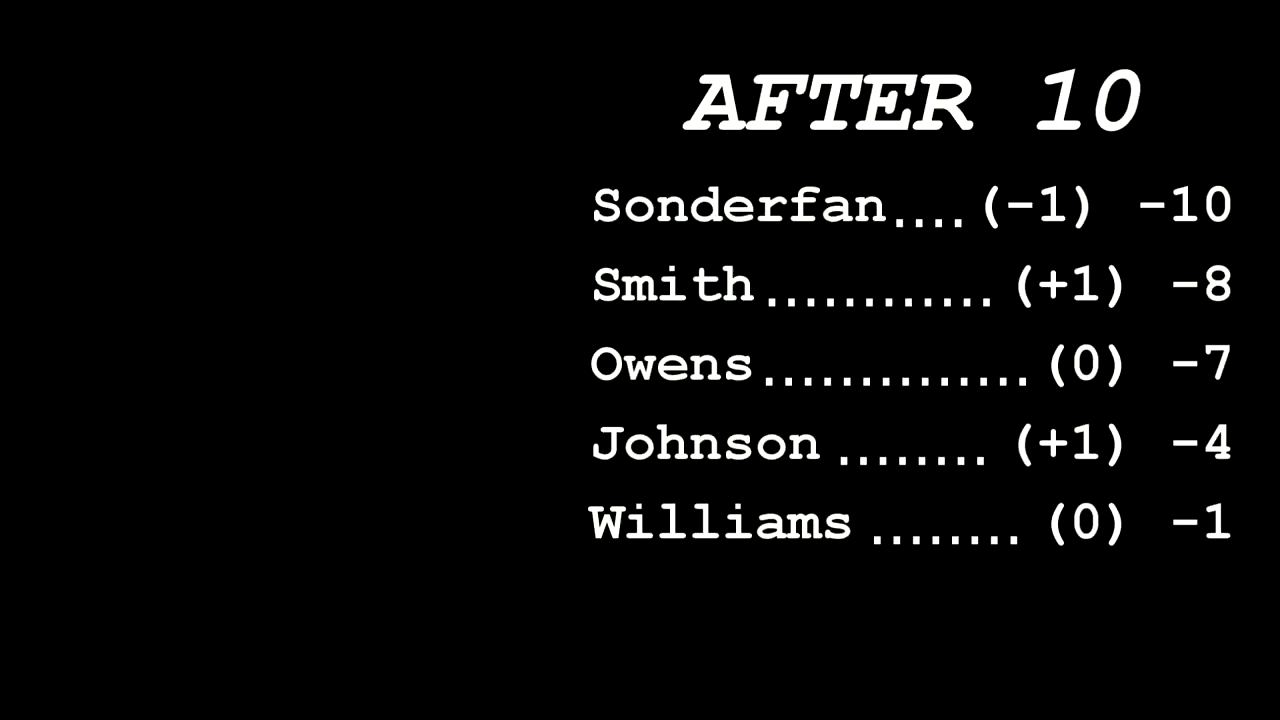 AFTER 10
Sonderfan....(-1) -10
Smith............(+1) -8
Owens..............(0) -7
Johnson ........(+1) -4
Williams ........(0) -1